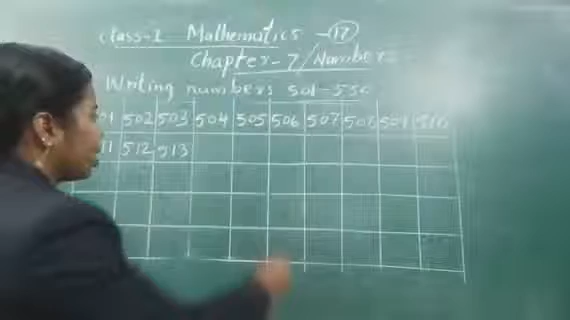 class-1 Mathematics - 17
Chapter-7/Numbers
Writing numbers 501-550
502 503 504 505 506 507 508 509 510
512 513